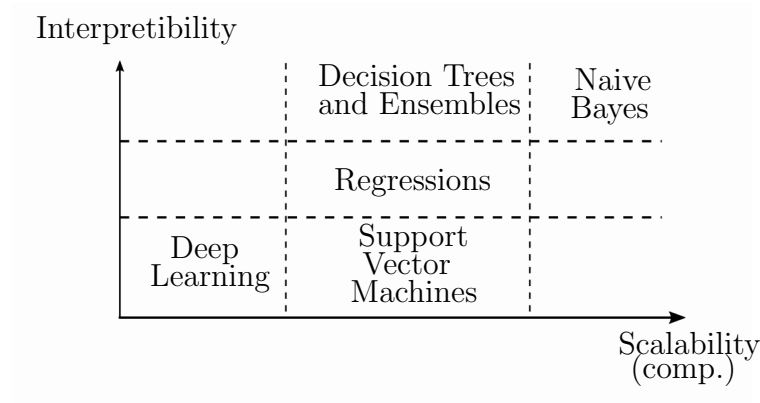 Interpretibility
Decision Trees
and Ensembles
Naive
Bayes
Regressions
Deep
Learning
Support
Vector
Machines
Scalability
(comp.)